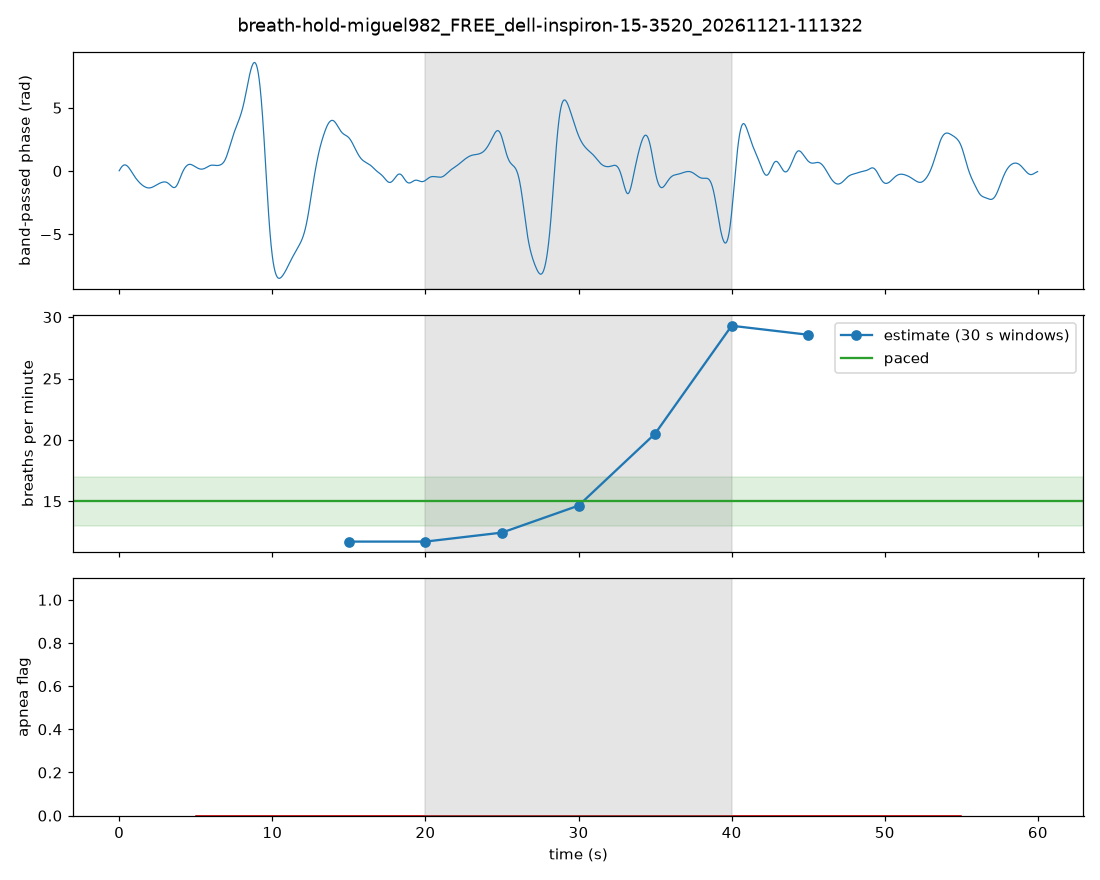 breath-hold-miguel982_FREE_dell-inspiron-15-3520_20261121-111322
band-passed phase (rad)
5
0
−5
breaths per minute
30
25
20
15
estimate (30 s windows)
paced
apnea flag
1.0
0.8
0.6
0.4
0.2
0.0
0 10 20 30 40 50 60
time (s)